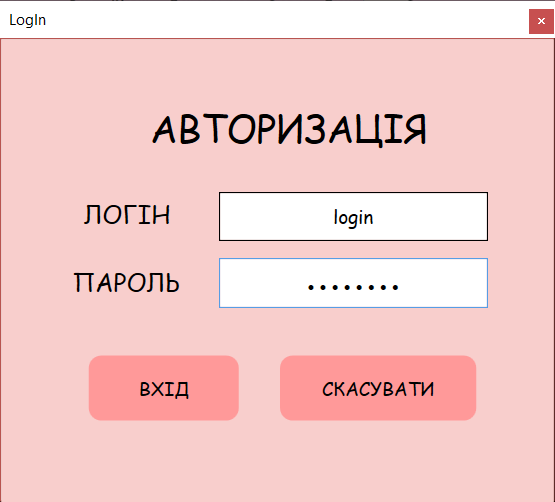 LogIn
АВТОРИЗАЦІЯ
ЛОГІН login
ПАРОЛЬ ••••••••
ВХІД СКАСУВАТИ